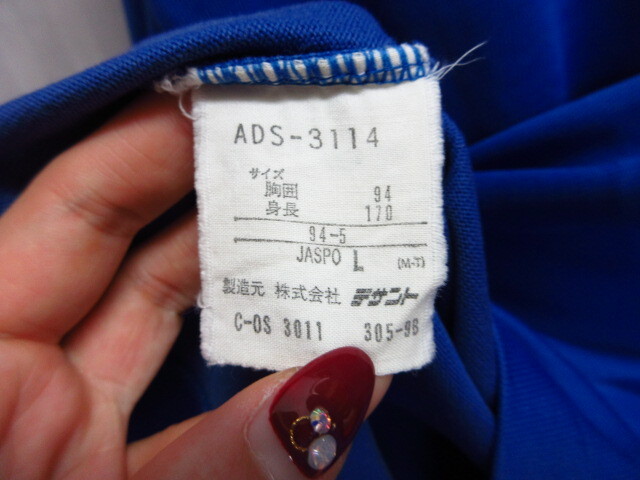 ADS-3114
サイズ
胸囲 94
身長 170
94-5
JASPO L (M-T)
製造元 株式会社 デサント
C-OS 3011 305-96